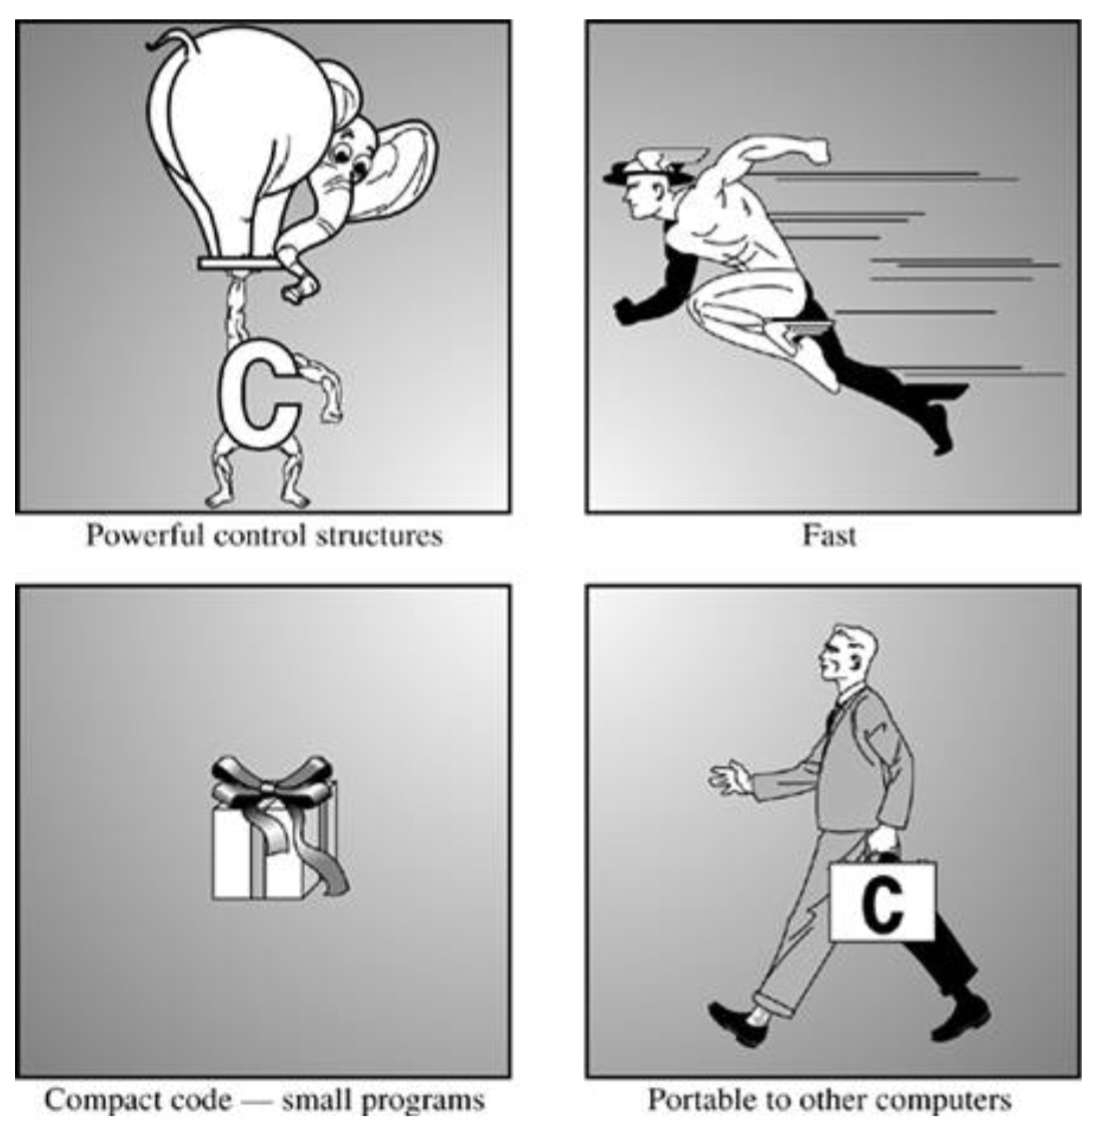 C
Powerful control structures
Fast
C
Compact code — small programs
Portable to other computers